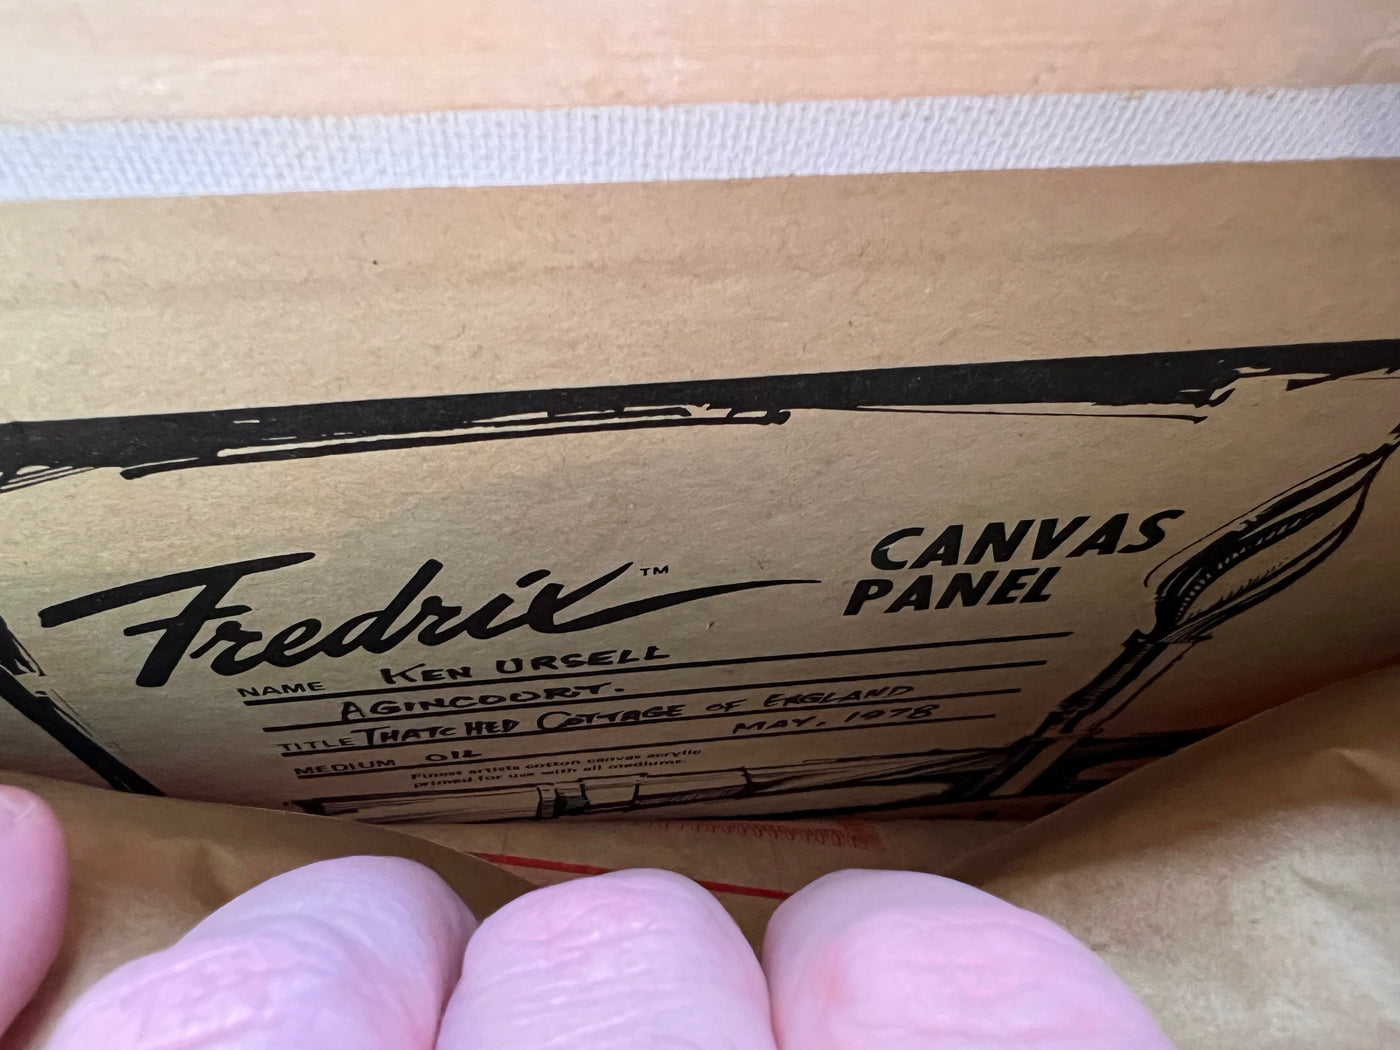 Fredrix™
CANVAS
PANEL
NAME KEN URSELL
AGINCOURT.
TITLE THATCHED COTTAGE OF ENGLAND
MEDIUM OIL MAY, 1978
Finest artists cotton canvas acrylic
primed for use with all mediums.